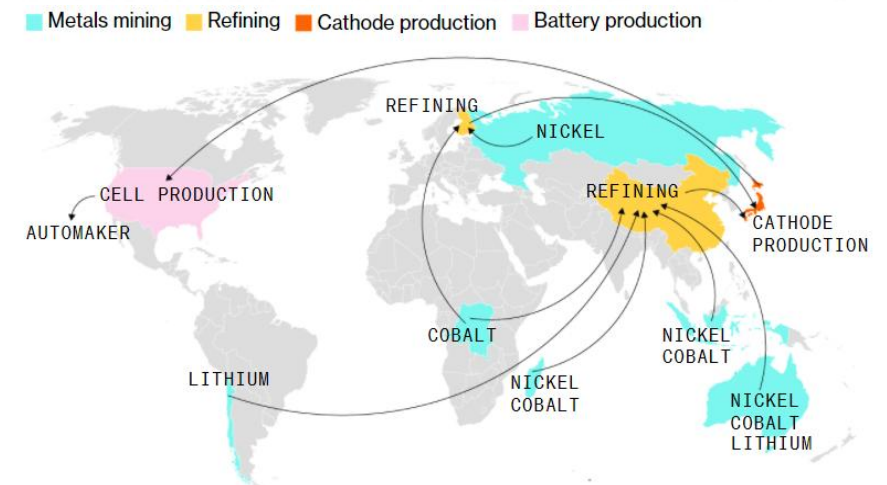 Metals mining Refining Cathode production Battery production
REFINING
NICKEL
CELL PRODUCTION
REFINING
AUTOMAKER
CATHODE
PRODUCTION
COBALT
NICKEL
COBALT
LITHIUM
NICKEL
COBALT
NICKEL
COBALT
LITHIUM